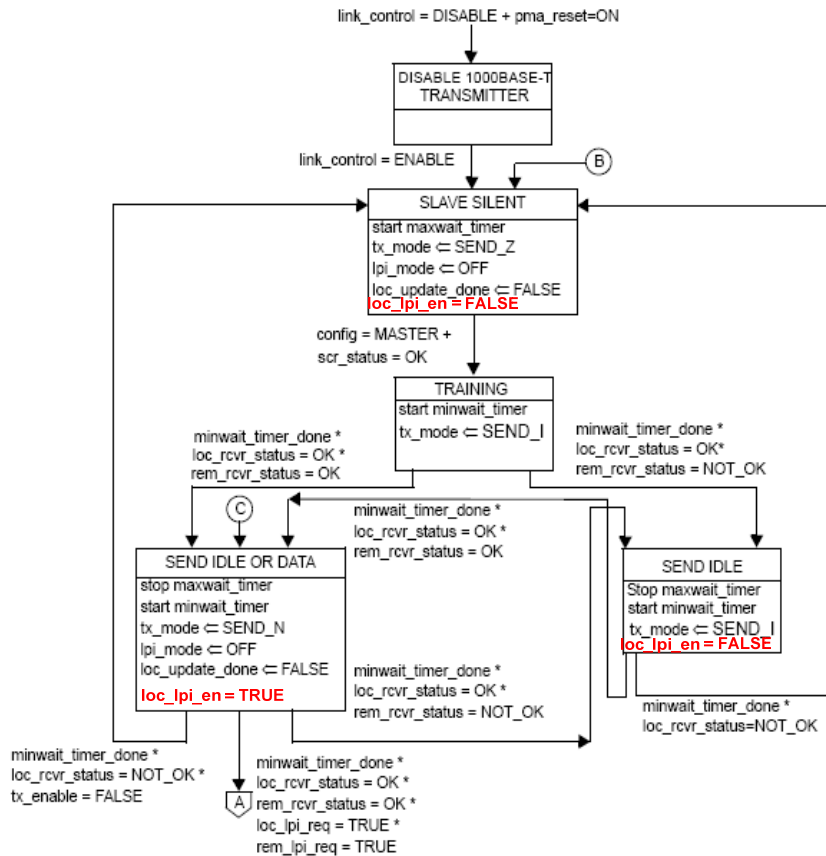 link_control = DISABLE + pma_reset=ON
DISABLE 1000BASE-T
TRANSMITTER
link_control = ENABLE
B
SLAVE SILENT
start maxwait_timer
tx_mode ⇐ SEND_Z
lpi_mode ⇐ OFF
loc_update_done ⇐ FALSE
loc_lpi_en = FALSE
config = MASTER +
scr_status = OK
TRAINING
start minwait_timer
tx_mode ⇐ SEND_I
minwait_timer_done *
loc_rcvr_status = OK *
rem_rcvr_status = OK
minwait_timer_done *
loc_rcvr_status = OK*
rem_rcvr_status = NOT_OK
C
minwait_timer_done *
loc_rcvr_status = OK *
rem_rcvr_status = OK
SEND IDLE OR DATA
stop maxwait_timer
start minwait_timer
tx_mode ⇐ SEND_N
lpi_mode ⇐ OFF
loc_update_done ⇐ FALSE
loc_lpi_en = TRUE
SEND IDLE
Stop maxwait_timer
start minwait_timer
tx_mode ⇐ SEND_I
loc_lpi_en = FALSE
minwait_timer_done *
loc_rcvr_status = OK *
rem_rcvr_status = NOT_OK
minwait_timer_done *
loc_rcvr_status=NOT_OK
minwait_timer_done *
loc_rcvr_status = NOT_OK *
tx_enable = FALSE
A
minwait_timer_done *
loc_rcvr_status = OK *
rem_rcvr_status = OK *
loc_lpi_req = TRUE *
rem_lpi_req = TRUE